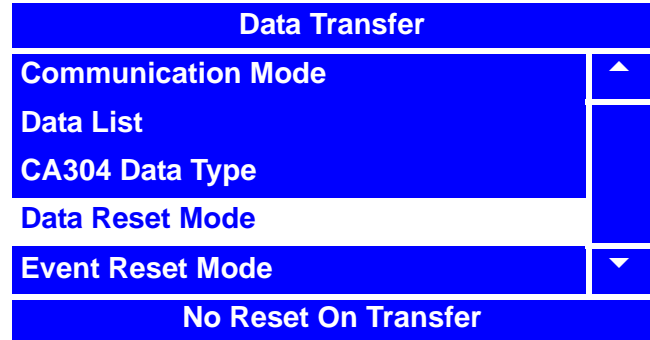 Data Transfer
Communication Mode
Data List
CA304 Data Type
Data Reset Mode
Event Reset Mode
No Reset On Transfer